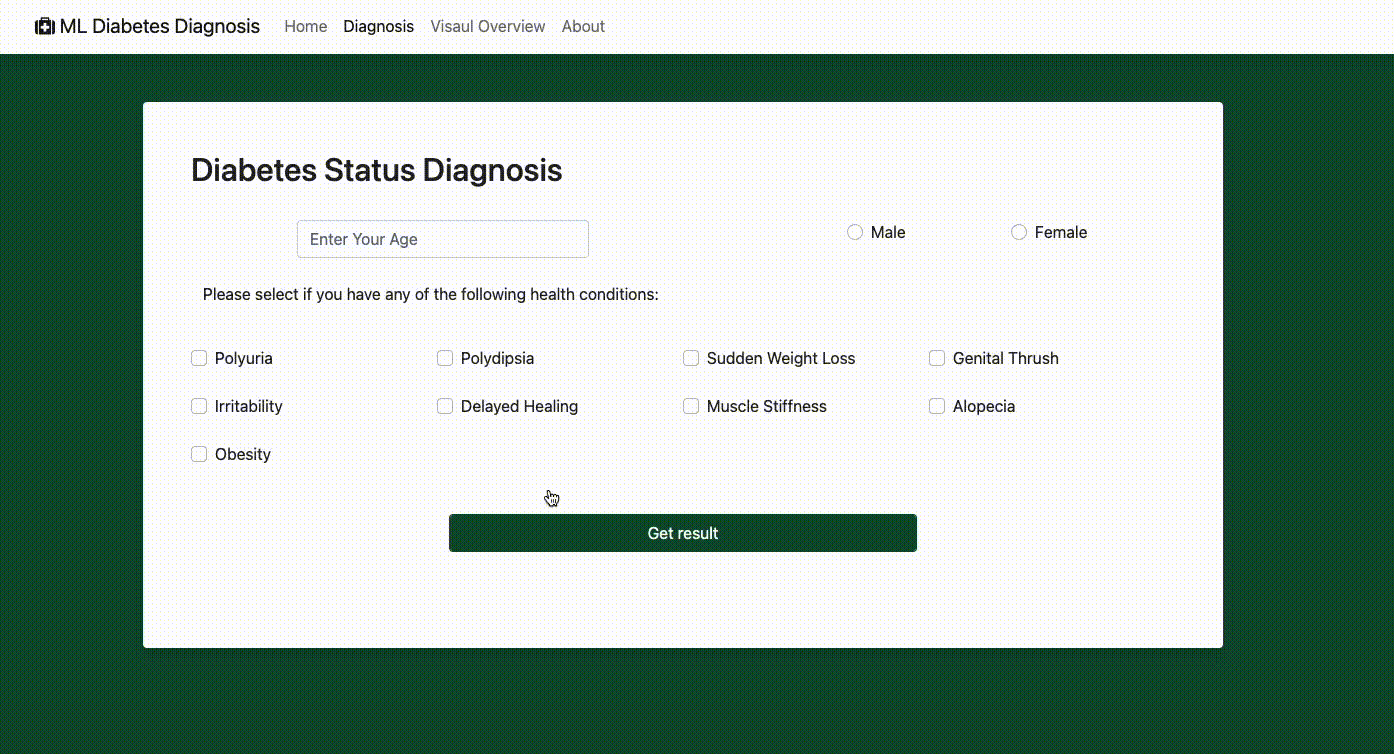 ML Diabetes Diagnosis Home Diagnosis Visaul Overview About
Diabetes Status Diagnosis
Enter Your Age Male Female
Please select if you have any of the following health conditions:
Polyuria Polydipsia Sudden Weight Loss Genital Thrush
Irritability Delayed Healing Muscle Stiffness Alopecia
Obesity
Get result